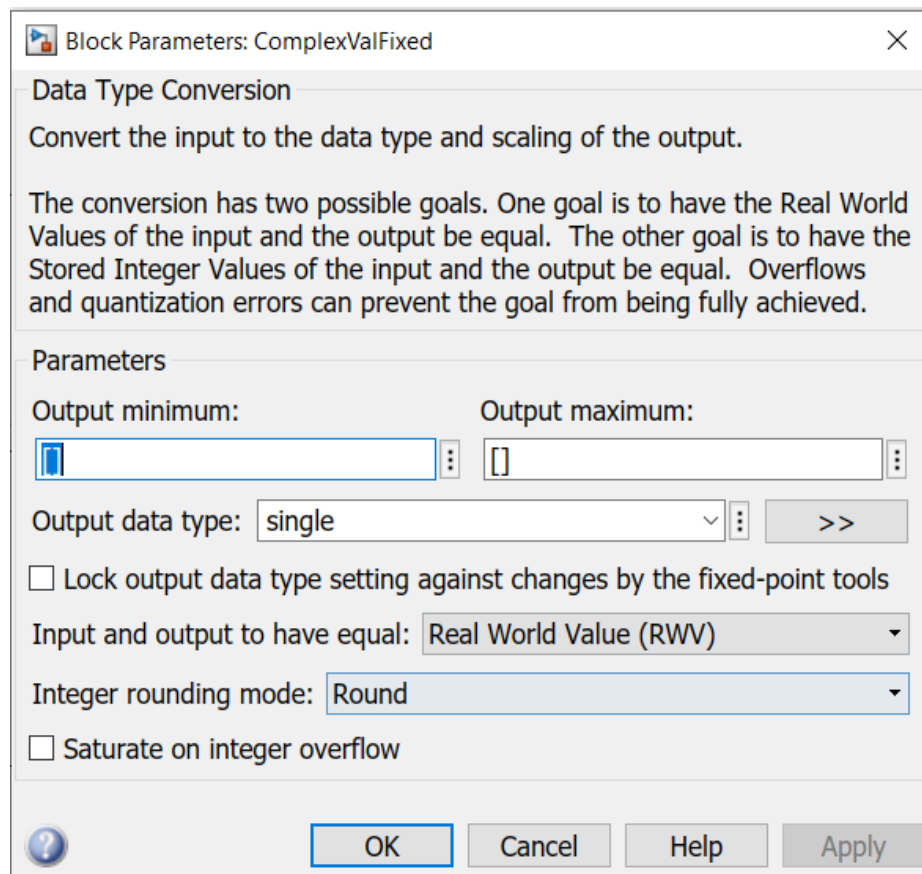 Block Parameters: ComplexValFixed
Data Type Conversion
Convert the input to the data type and scaling of the output.
The conversion has two possible goals. One goal is to have the Real World
Values of the input and the output be equal.  The other goal is to have the
Stored Integer Values of the input and the output be equal.  Overflows
and quantization errors can prevent the goal from being fully achieved.
Parameters
Output minimum: Output maximum:
[] []
Output data type: single >>
Lock output data type setting against changes by the fixed-point tools
Input and output to have equal: Real World Value (RWV)
Integer rounding mode: Round
Saturate on integer overflow
? OK Cancel Help Apply